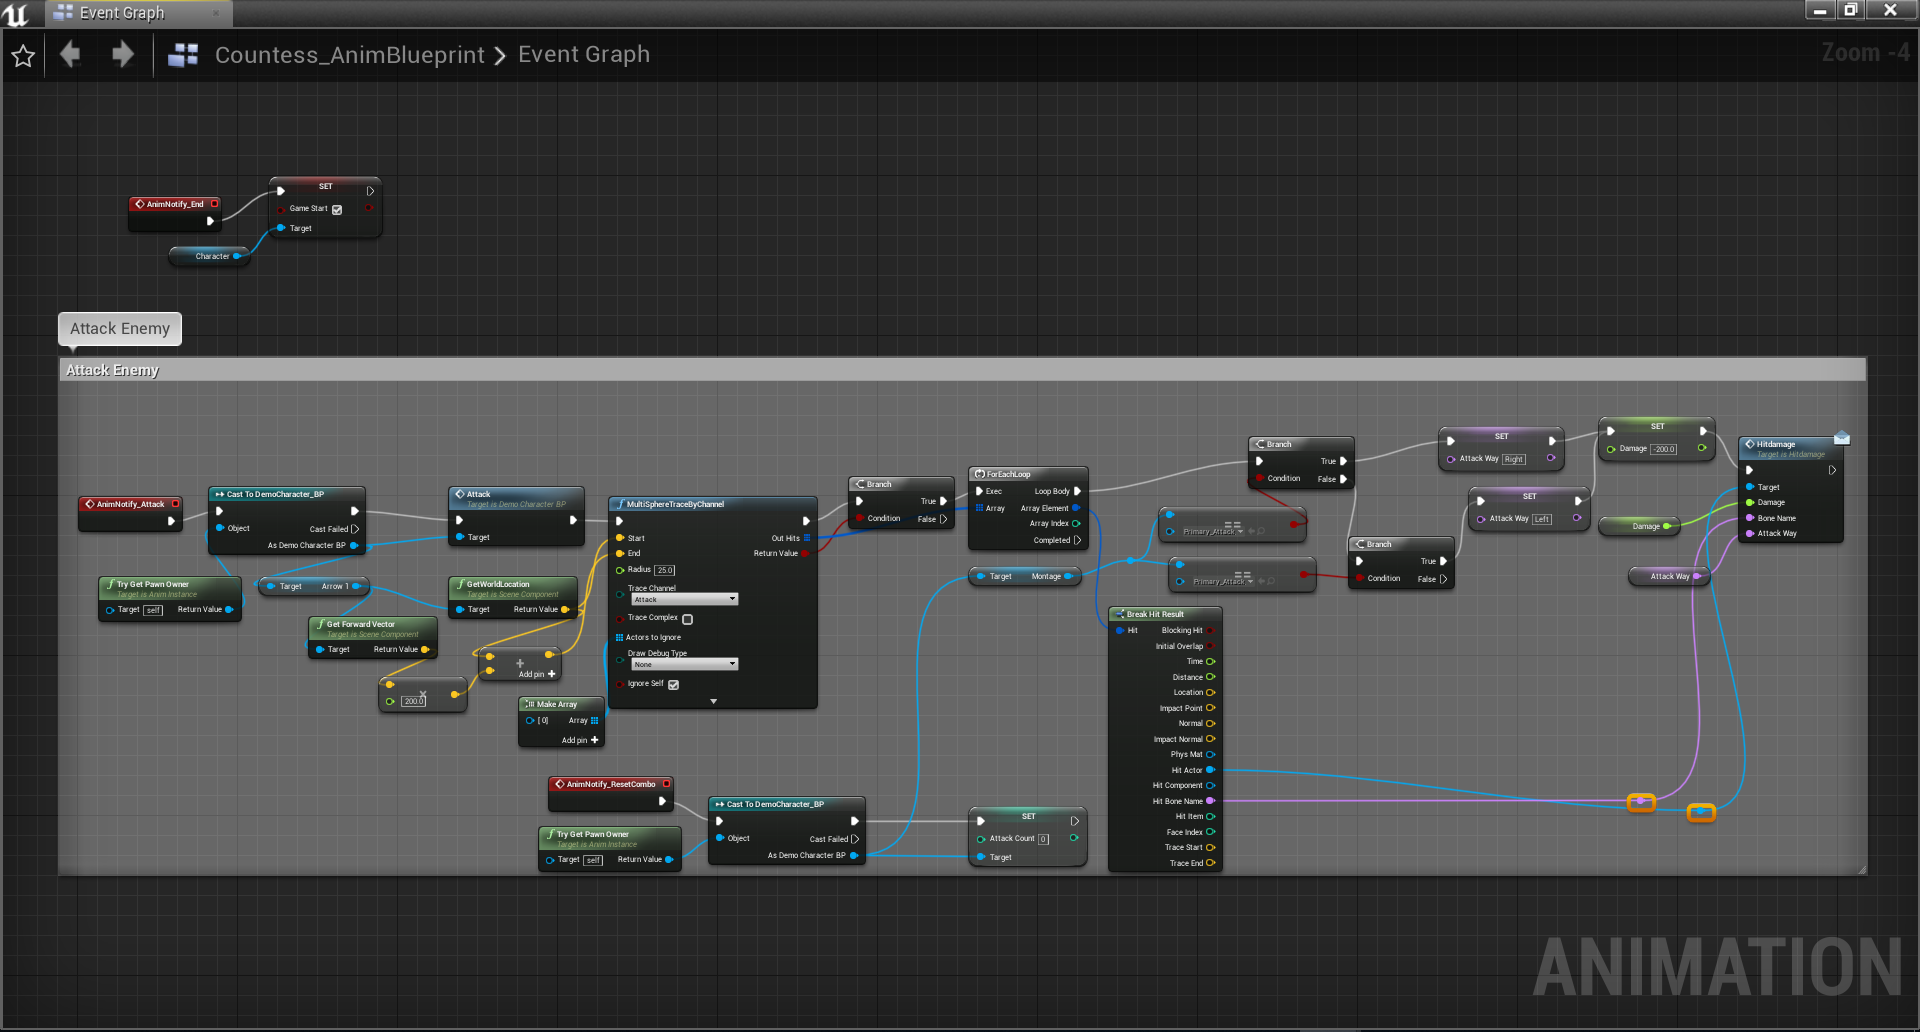 Event Graph
Countess_AnimBlueprint > Event Graph
Zoom -4
SET
AnimNotify_End
Game Start
Target
Character
Attack Enemy
Attack Enemy
AnimNotify_Attack
Cast To DemoCharacter_BP
Object
Cast Failed
As Demo Character BP
Attack
Target is Demo Character BP
Target
Try Get Pawn Owner
Target is Anim Instance
Target self Return Value
Target Arrow 1
Get Forward Vector
Target is Scene Component
Target Return Value
GetWorldLocation
Target is Scene Component
Target Return Value
200.0
Add pin
Make Array
[0] Array
Add pin
MultiSphereTraceByChannel
Start Out Hits
End Return Value
Radius 25.0
Trace Channel
Attack
Trace Complex
Actors to Ignore
Draw Debug Type
None
Ignore Self
Branch
True
Condition False
ForEachLoop
Exec Loop Body
Array Array Element
Array Index
Completed
Target Montage
==
Primary_Attack
==
Primary_Attack
Branch
True
Condition False
Branch
True
Condition False
SET
Attack Way Right
SET
Attack Way Left
SET
Damage -200.0
Damage
Attack Way
Hitdamage
Target is Hitdamage
Target
Damage
Bone Name
Attack Way
Break Hit Result
Hit Blocking Hit
Initial Overlap
Time
Distance
Location
Impact Point
Normal
Impact Normal
Phys Mat
Hit Actor
Hit Component
Hit Bone Name
Hit Item
Face Index
Trace Start
Trace End
AnimNotify_ResetCombo
Try Get Pawn Owner
Target is Anim Instance
Target self Return Value
Cast To DemoCharacter_BP
Object Cast Failed
As Demo Character BP
SET
Attack Count 0
Target
ANIMATION